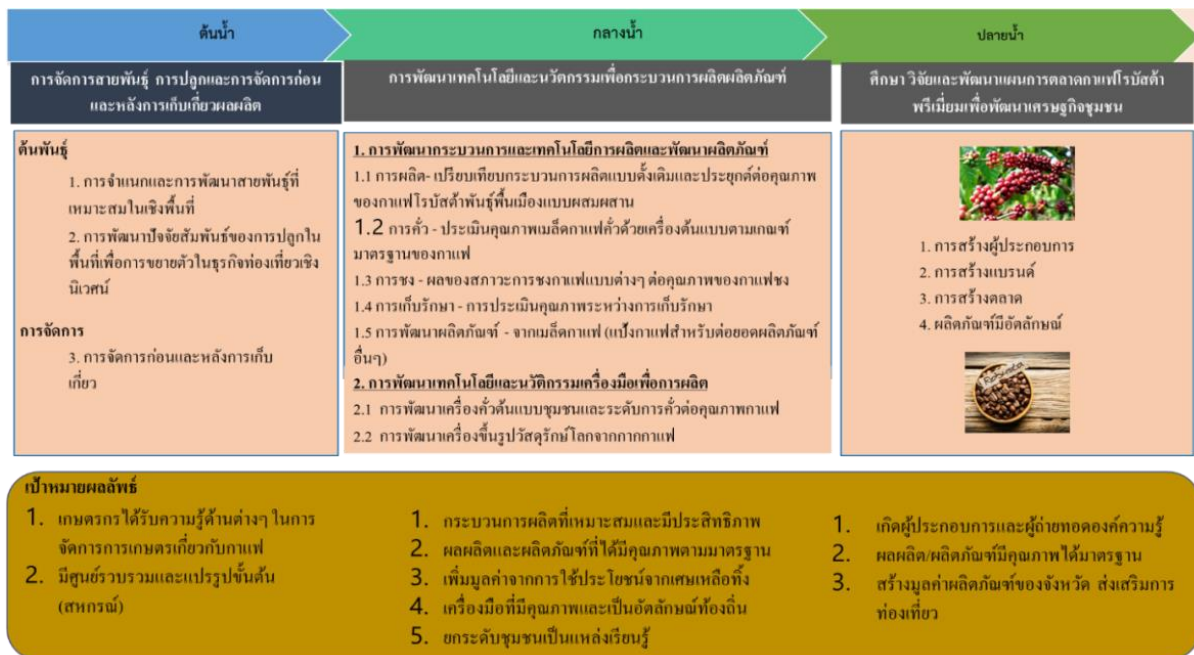 ต้นน้ำ
กลางน้ำ
ปลายน้ำ
การจัดการสายพันธุ์ การปลูกและการจัดการก่อน
และหลังการเก็บเกี่ยวผลผลิต
การพัฒนาเทคโนโลยีและนวัตกรรมเพื่อกระบวนการผลิตผลิตภัณฑ์
ศึกษา วิจัยและพัฒนาแผนการตลาดกาแฟโรบัสต้า
พรีเมี่ยมเพื่อพัฒนาเศรษฐกิจชุมชน
ต้นพันธุ์
1. การจำแนกและการพัฒนาสายพันธุ์ที่
เหมาะสมในเชิงพื้นที่
2. การพัฒนาปัจจัยสัมพันธ์ของการปลูกใน
พื้นที่เพื่อการขยายตัวในธุรกิจท่องเที่ยวเชิง
นิเวศน์
การจัดการ
3. การจัดการก่อนและหลังการเก็บ
เกี่ยว
1. การพัฒนากระบวนการและเทคโนโลยีการผลิตและพัฒนาผลิตภัณฑ์
1.1 การผลิต- เปรียบเทียบกระบวนการผลิตแบบดั้งเดิมและประยุกต์ต่อคุณภาพ
ของกาแฟโรบัสต้าพันธุ์พื้นเมืองแบบผสมผสาน
1.2 การคั่ว - ประเมินคุณภาพเมล็ดกาแฟคั่วด้วยเครื่องต้นแบบตามเกณฑ์
มาตรฐานของกาแฟ
1.3 การชง - ผลของสภาวะการชงกาแฟแบบต่างๆ ต่อคุณภาพของกาแฟชง
1.4 การเก็บรักษา - การประเมินคุณภาพระหว่างการเก็บรักษา
1.5 การพัฒนาผลิตภัณฑ์ - จากเมล็ดกาแฟ (แป้งกาแฟสำหรับต่อยอดผลิตภัณฑ์
อื่นๆ)
2. การพัฒนาเทคโนโลยีและนวัติกรรมเครื่องมือเพื่อการผลิต
2.1 การพัฒนาเครื่องคั่วต้นแบบชุมชนและระดับการคั่วต่อคุณภาพกาแฟ
2.2 การพัฒนาเครื่องขึ้นรูปวัสดุรักษ์โลกจากกากกาแฟ
1. การสร้างผู้ประกอบการ
2. การสร้างแบรนด์
3. การสร้างตลาด
4. ผลิตภัณฑ์มีอัตลักษณ์
Robusta
เป้าหมายผลลัพธ์
1. เกษตรกรได้รับความรู้ด้านต่างๆ ในการ
จัดการการเกษตรเกี่ยวกับกาแฟ
2. มีศูนย์รวบรวมและแปรรูปขั้นต้น
(สหกรณ์)
1. กระบวนการผลิตที่เหมาะสมและมีประสิทธิภาพ
2. ผลผลิตและผลิตภัณฑ์ที่ได้มีคุณภาพตามมาตรฐาน
3. เพิ่มมูลค่าจากการใช้ประโยชน์จากเศษเหลือทิ้ง
4. เครื่องมือที่มีคุณภาพและเป็นอัตลักษณ์ท้องถิ่น
5. ยกระดับชุมชนเป็นแหล่งเรียนรู้
1. เกิดผู้ประกอบการและผู้ถ่ายทอดองค์ความรู้
2. ผลผลิต/ผลิตภัณฑ์มีคุณภาพได้มาตรฐาน
3. สร้างมูลค่าผลิตภัณฑ์ของจังหวัด ส่งเสริมการ
ท่องเที่ยว